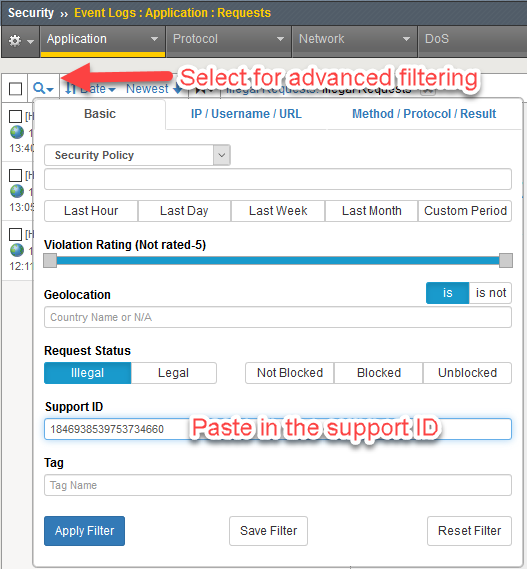 Security ›› Event Logs : Application : Requests
Application Protocol Network DoS
Select for advanced filtering
Date Newest Illegal Requests: Illegal Requests
[H
1
13:40
[H
1
13:05
[H
1
12:11
Basic IP / Username / URL Method / Protocol / Result
Security Policy
Last Hour Last Day Last Week Last Month Custom Period
Violation Rating (Not rated-5)
Geolocation is is not
Country Name or N/A
Request Status
Illegal Legal Not Blocked Blocked Unblocked
Support ID
1846938539753734660 Paste in the support ID
Tag
Tag Name
Apply Filter Save Filter Reset Filter